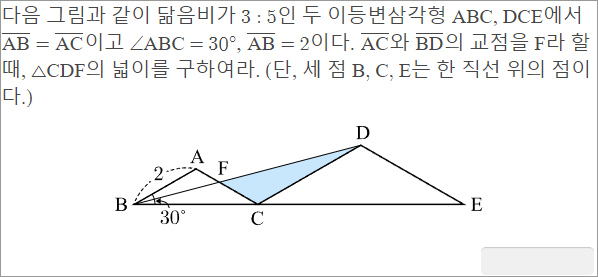 다음 그림과 같이 닮음비가 3 : 5인 두 이등변삼각형 ABC, DCE에서
AB = AC이고 ∠ABC = 30°, AB = 2이다. AC와 BD의 교점을 F라 할
때, △CDF의 넓이를 구하여라. (단, 세 점 B, C, E는 한 직선 위의 점이
다.)
D
A
F
2
B
30°
C
E